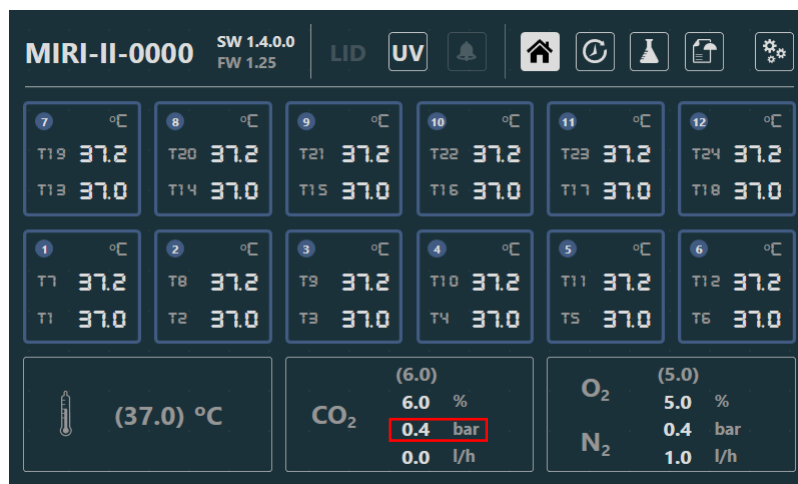 MIRI-II-0000 SW 1.4.0.0 LID UV
FW 1.25
7 °C 8 °C 9 °C 10 °C 11 °C 12 °C
T19 37.2 T20 37.2 T21 37.2 T22 37.2 T23 37.2 T24 37.2
T13 37.0 T14 37.0 T15 37.0 T16 37.0 T17 37.0 T18 37.0
1 °C 2 °C 3 °C 4 °C 5 °C 6 °C
T7 37.2 T8 37.2 T9 37.2 T10 37.2 T11 37.2 T12 37.2
T1 37.0 T2 37.0 T3 37.0 T4 37.0 T5 37.0 T6 37.0
(37.0) °C
CO₂
(6.0)
6.0 %
0.4 bar
0.0 l/h
O₂
N₂
(5.0)
5.0 %
0.4 bar
1.0 l/h